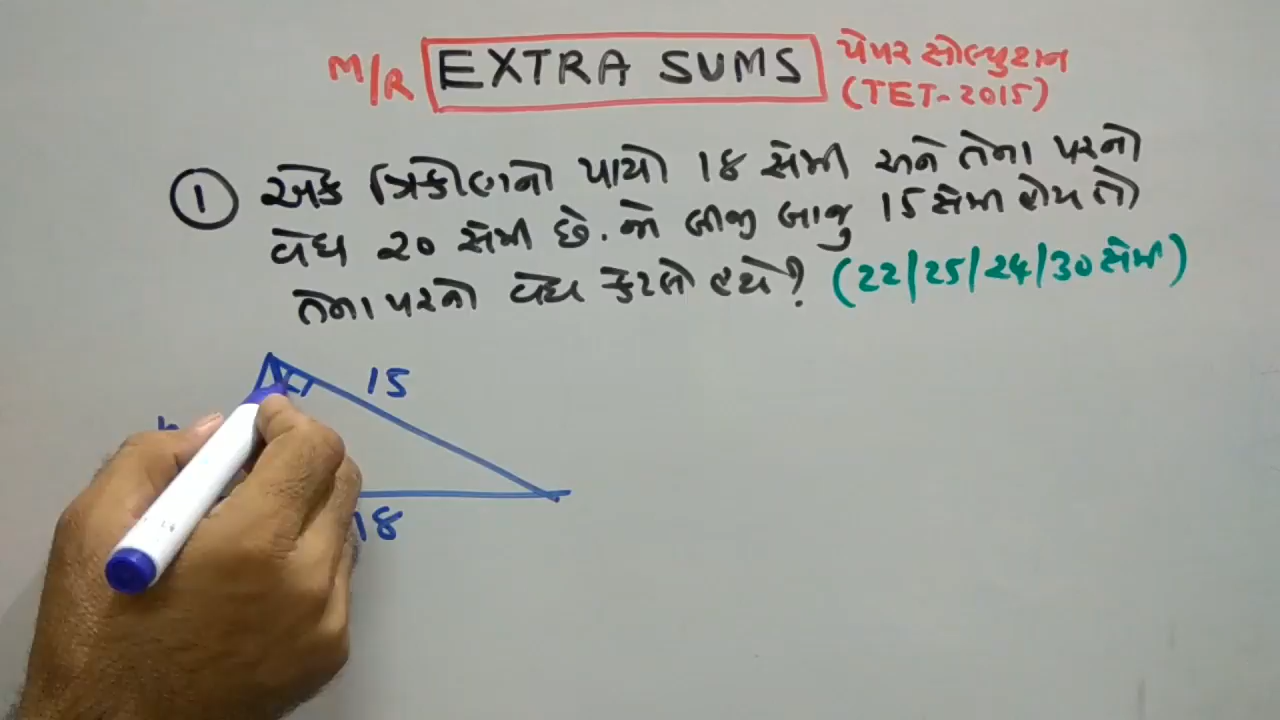 M/R EXTRA SUMS પેપર સોલ્યુશન
(TET-2015)
1 એક ત્રિકોણનો પાયો 18 સેમી અને તેના પરનો
વેધ 20 સેમી છે. જો બીજી બાજુ 15 સેમી હોય તો
તેના પરનો વેધ કેટલો હશે? (22/25/24/30 સેમી)
15
18